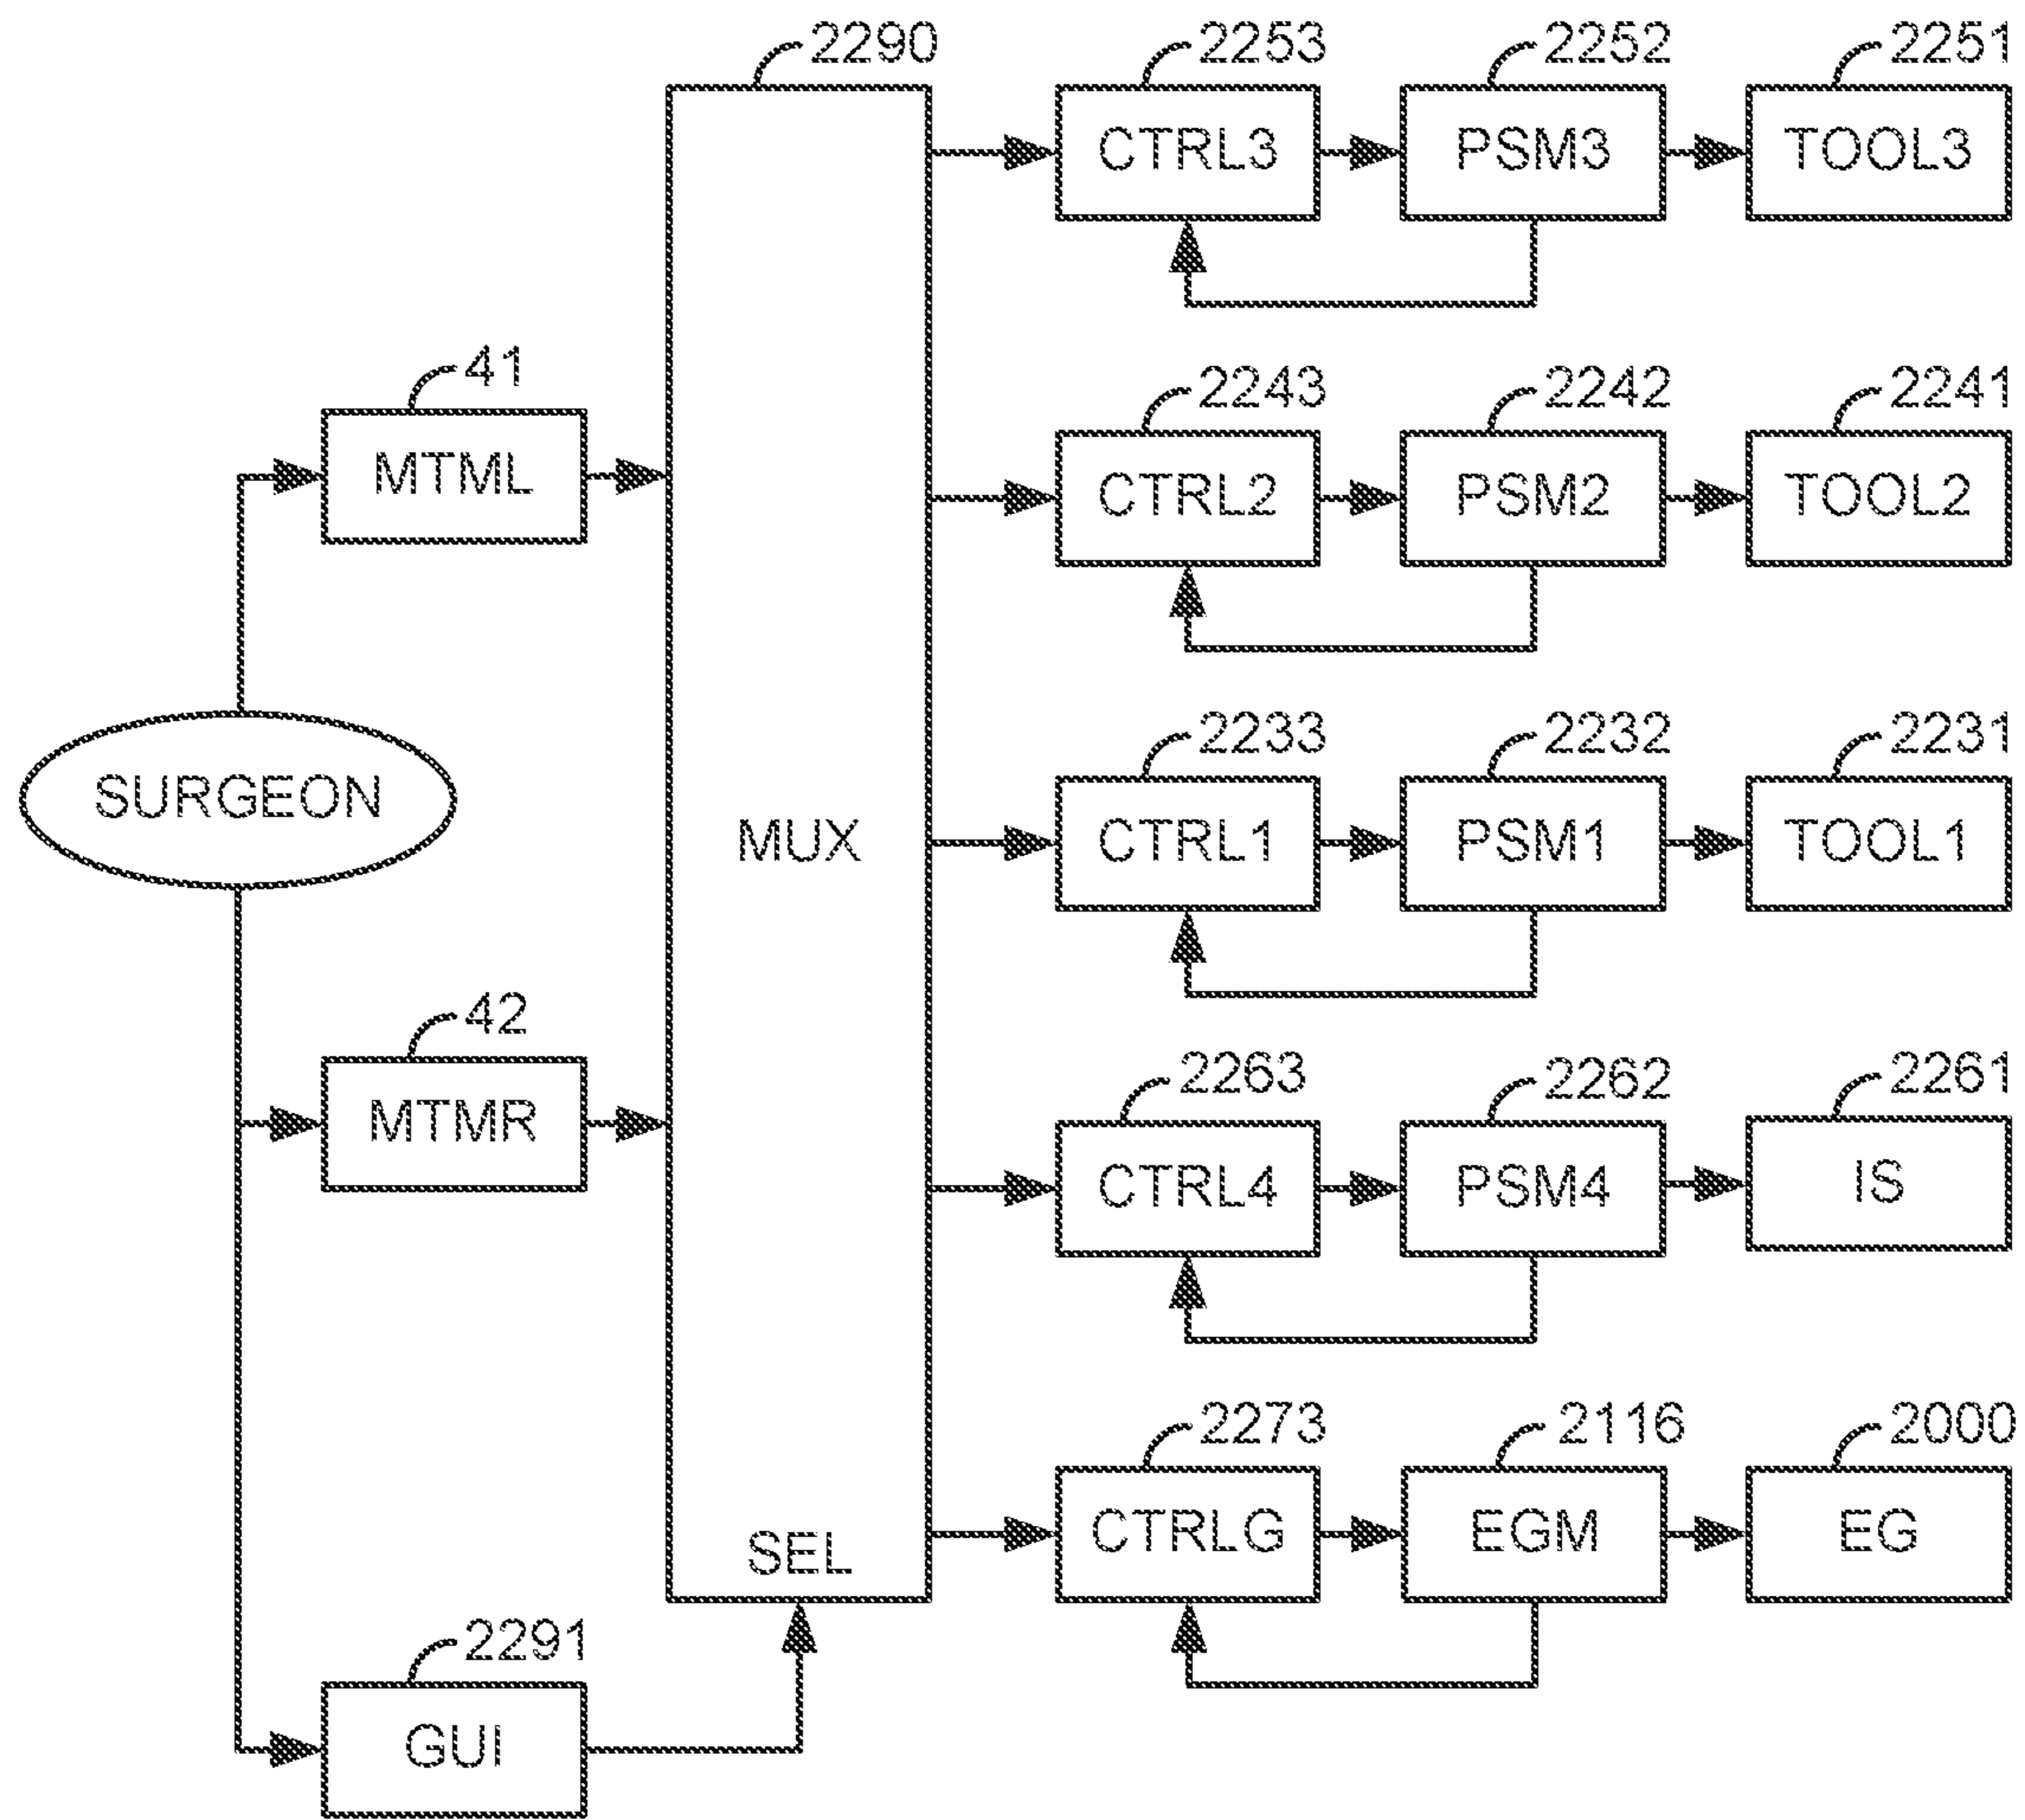 2290 2253 2252 2251
CTRL3 PSM3 TOOL3
41 2243 2242 2241
MTML CTRL2 PSM2 TOOL2
2233 2232 2231
SURGEON MUX CTRL1 PSM1 TOOL1
42 2263 2262 2261
MTMR CTRL4 PSM4 IS
2273 2116 2000
SEL CTRLG EGM EG
2291
GUI